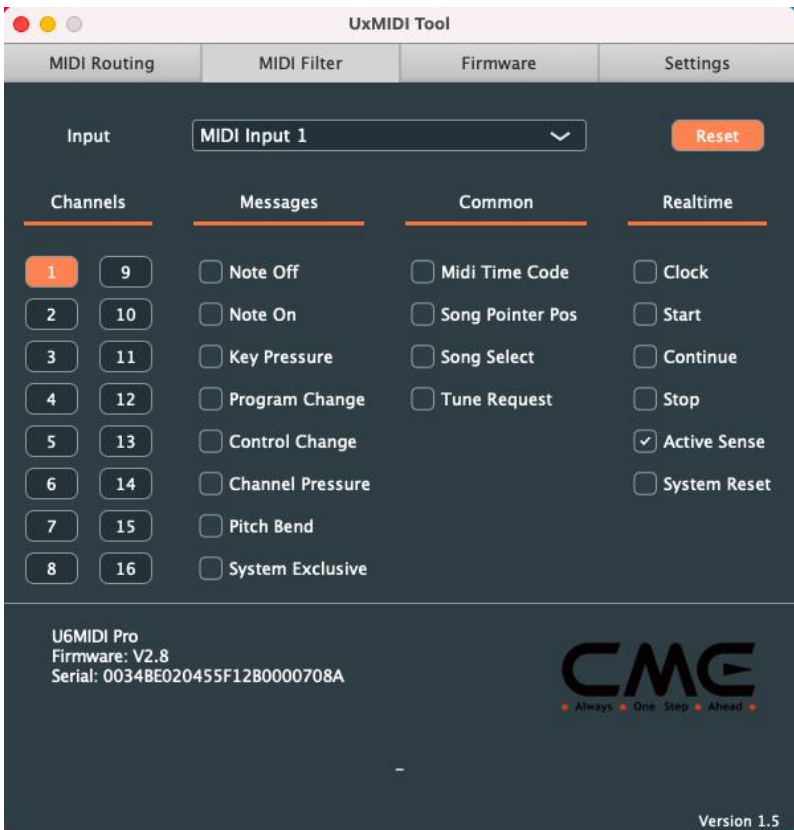 UxMIDI Tool
MIDI Routing MIDI Filter Firmware Settings
Input MIDI Input 1 Reset
Channels Messages Common Realtime
1 9 Note Off Midi Time Code Clock
2 10 Note On Song Pointer Pos Start
3 11 Key Pressure Song Select Continue
4 12 Program Change Tune Request Stop
5 13 Control Change Active Sense
6 14 Channel Pressure System Reset
7 15 Pitch Bend
8 16 System Exclusive
U6MIDI Pro
Firmware: V2.8
Serial: 0034BE020455F12B0000708A
CME
• Always • One Step • Ahead •
–
Version 1.5